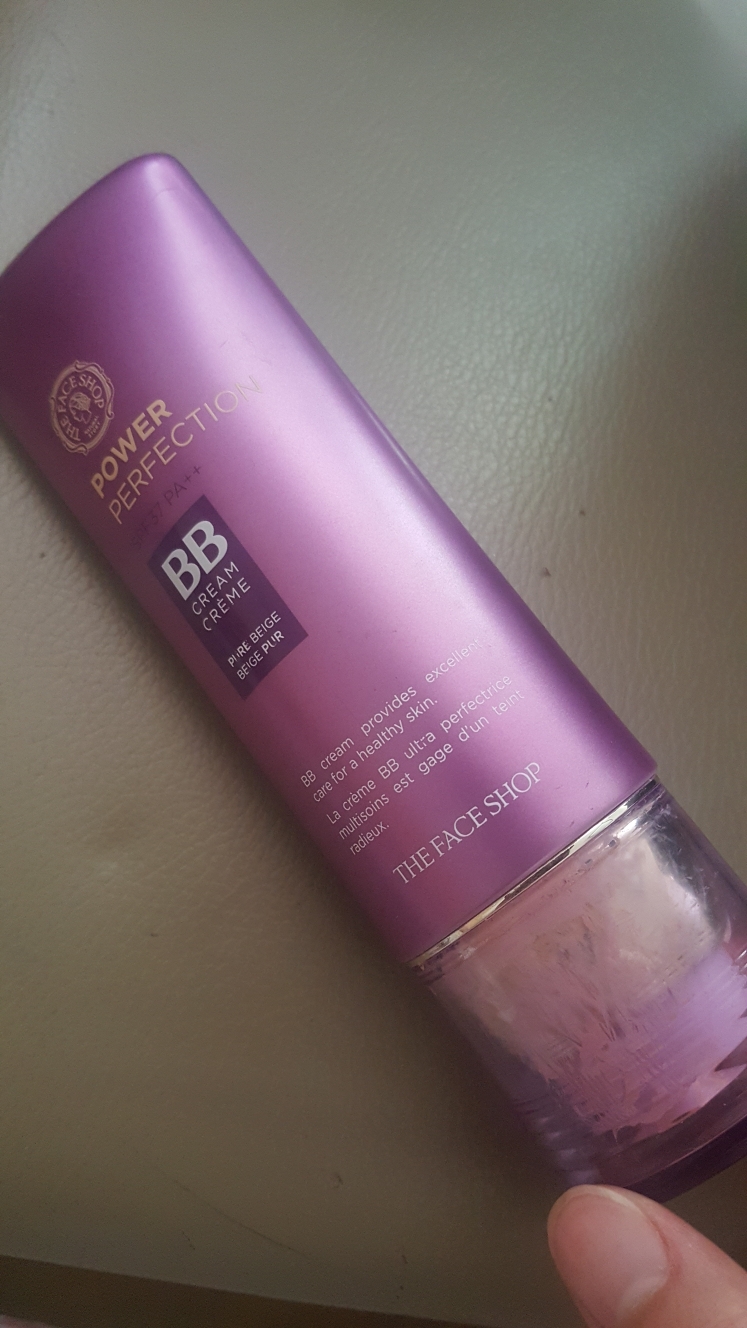 THE FACE SHOP
POWER
PERFECTION
37 PA++
BB
CREAM
CRÈME
PURE BEIGE
BEIGE PUR
BB cream provides excellent
care for a healthy skin.
La crème BB ultra perfectrice
multisoins est gage d'un teint
radieux.
THE FACE SHOP